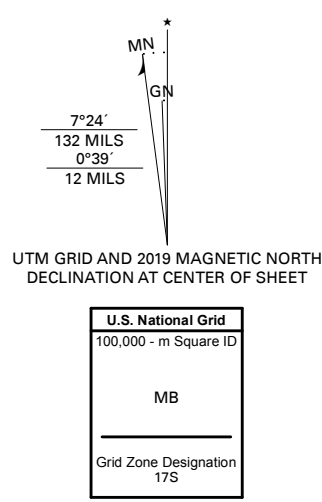 ★
MN
GN
7°24´
132 MILS
0°39´
12 MILS
UTM GRID AND 2019 MAGNETIC NORTH
DECLINATION AT CENTER OF SHEET
U.S. National Grid
100,000 - m Square ID
MB
Grid Zone Designation
17S